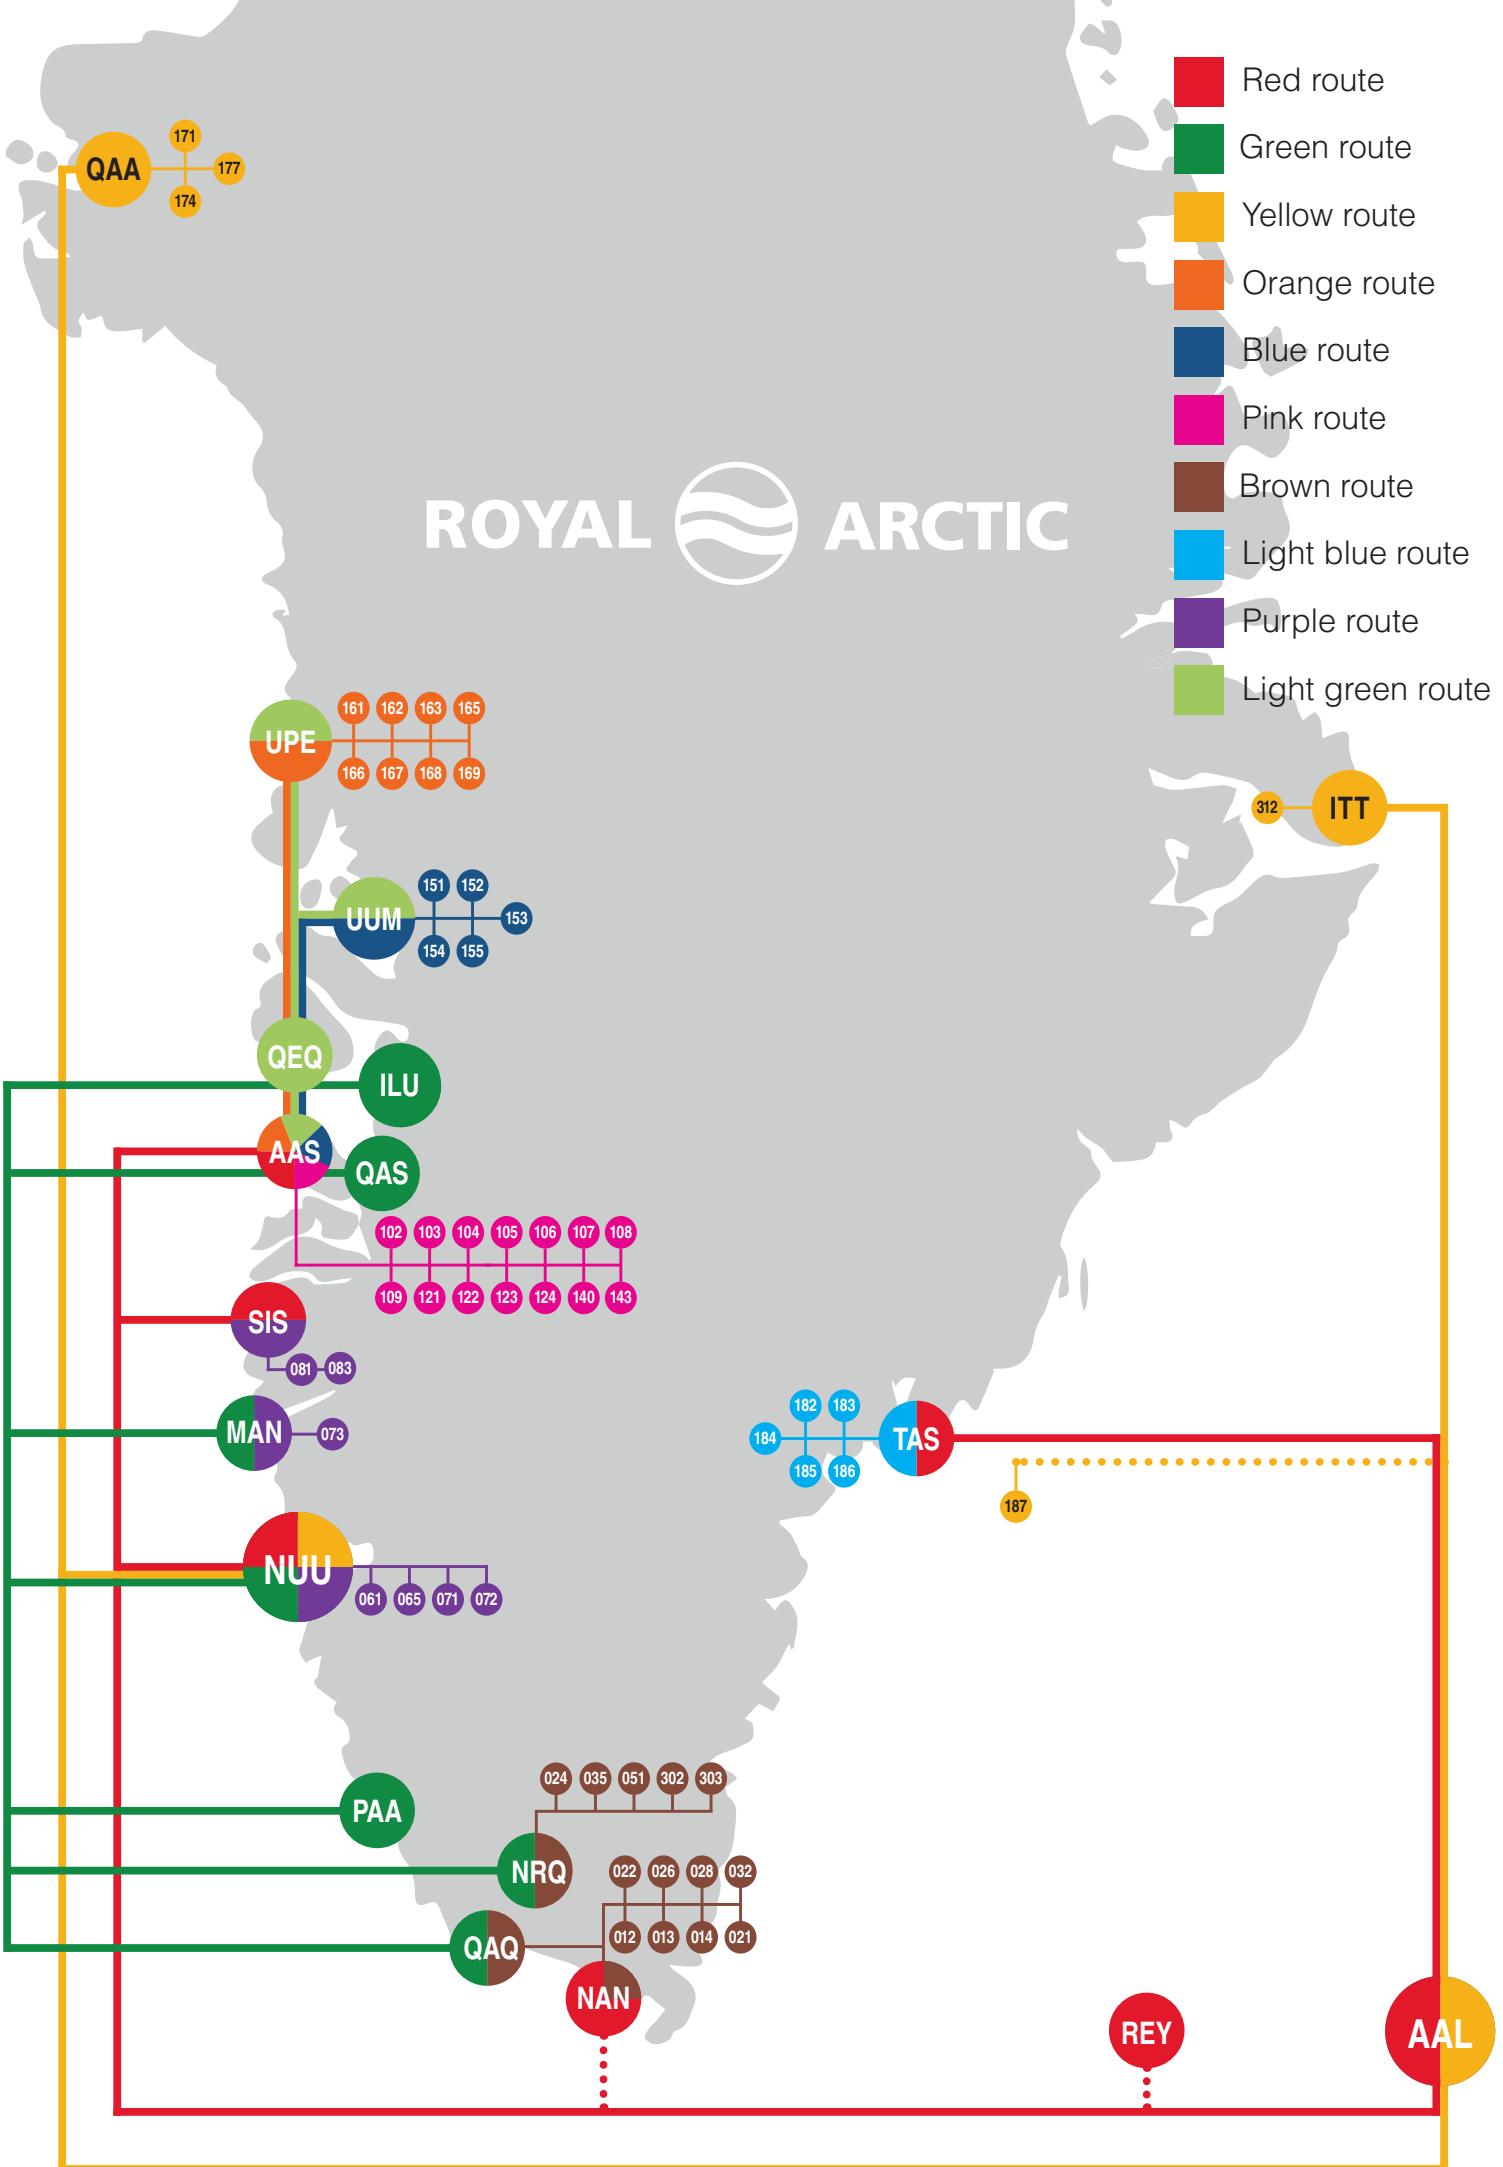 Red route
Green route
Yellow route
Orange route
Blue route
Pink route
Brown route
Light blue route
Purple route
Light green route
171
QAA
177
174
ROYAL ARCTIC
161 162 163 165
UPE
166 167 168 169
312 ITT
151 152
UUM 153
154 155
QEQ
ILU
AAS
QAS
102 103 104 105 106 107 108
109 121 122 123 124 140 143
SIS
081 083
MAN 073
182 183
184 TAS
185 186
187
NUU
061 065 071 072
024 035 051 302 303
PAA
NRQ
022 026 028 032
012 013 014 021
QAQ
NAN
REY
AAL